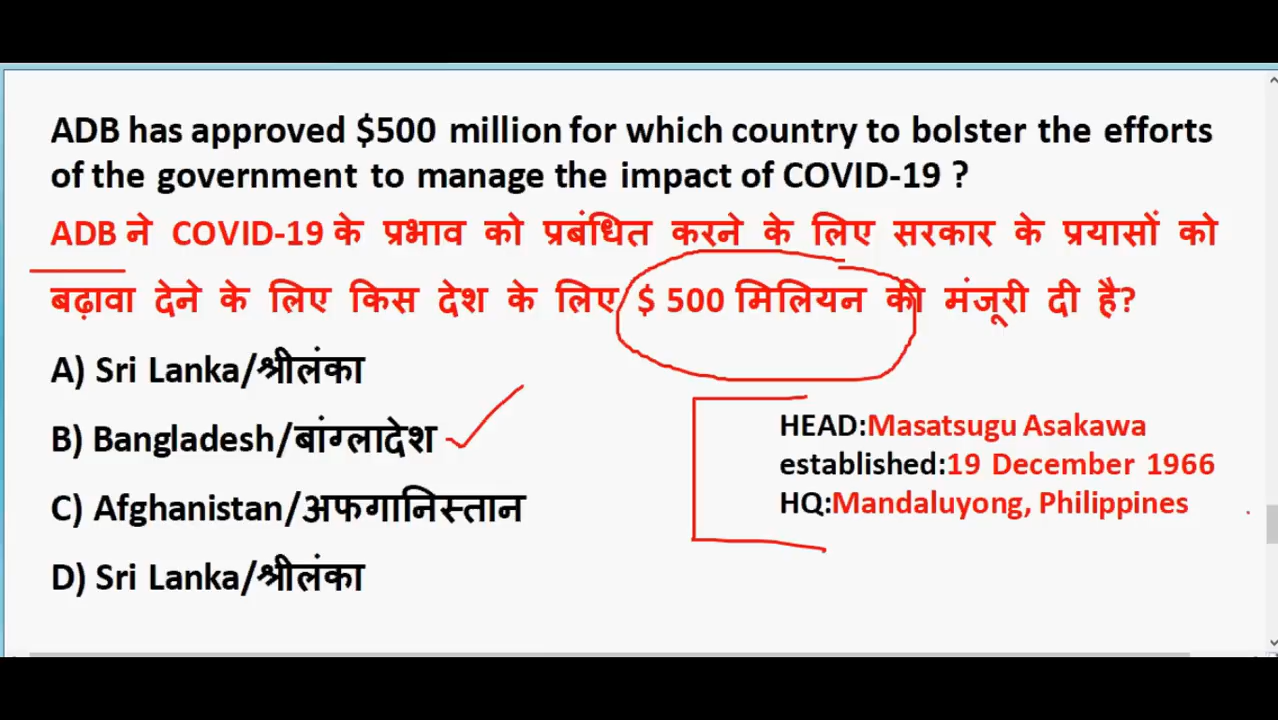 ADB has approved $500 million for which country to bolster the efforts
of the government to manage the impact of COVID-19 ?
ADB ने COVID-19 के प्रभाव को प्रबंधित करने के लिए सरकार के प्रयासों को
बढ़ावा देने के लिए किस देश के लिए $ 500 मिलियन की मंजूरी दी है?
A) Sri Lanka/श्रीलंका
B) Bangladesh/बांग्लादेश
C) Afghanistan/अफगानिस्तान
D) Sri Lanka/श्रीलंका
HEAD:Masatsugu Asakawa
established:19 December 1966
HQ:Mandaluyong, Philippines